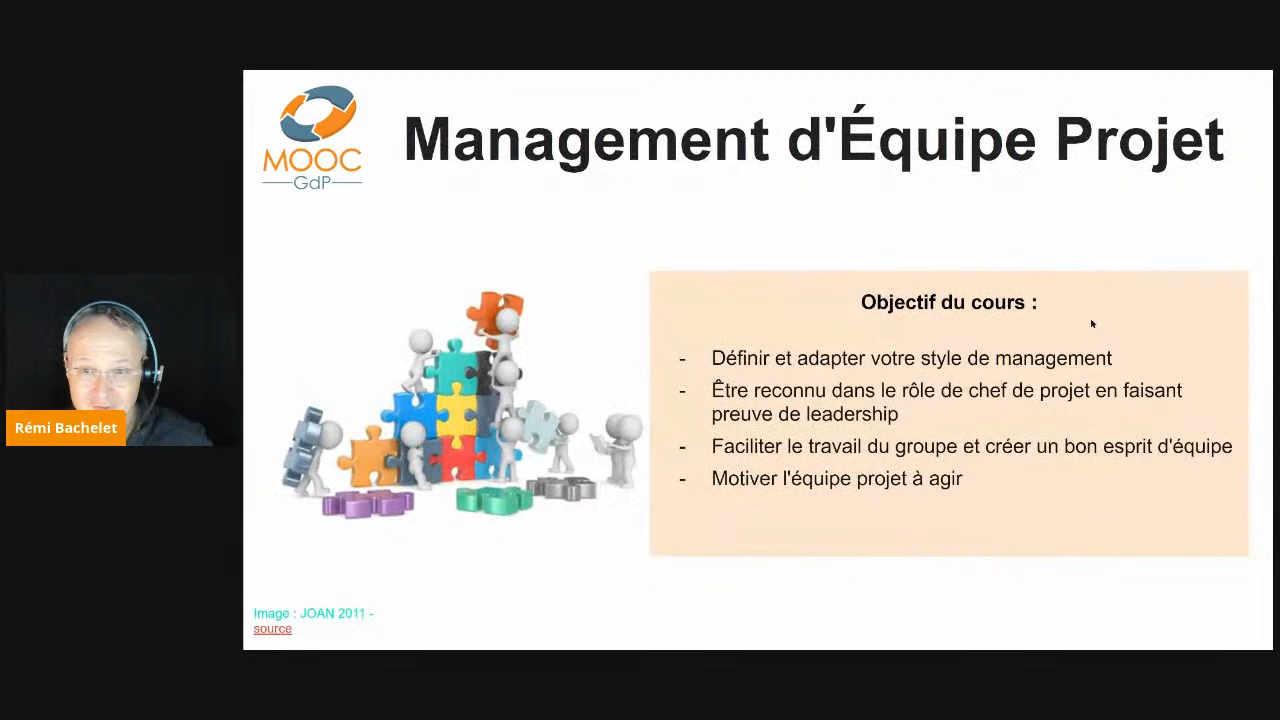 MOOC
GdP
Management d'Équipe Projet
Objectif du cours :
- Définir et adapter votre style de management
- Être reconnu dans le rôle de chef de projet en faisant
preuve de leadership
- Faciliter le travail du groupe et créer un bon esprit d'équipe
- Motiver l'équipe projet à agir
Rémi Bachelet
Image : JOAN 2011 -
source